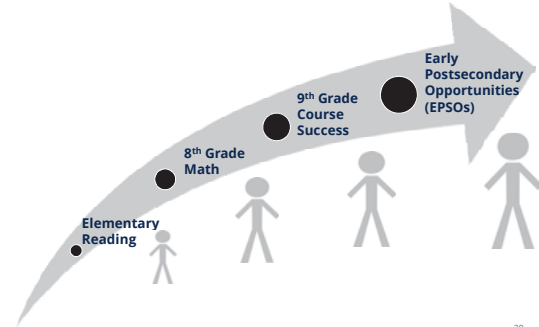 Early
Postsecondary
Opportunities
(EPSOs)
9th Grade
Course
Success
8th Grade
Math
Elementary
Reading